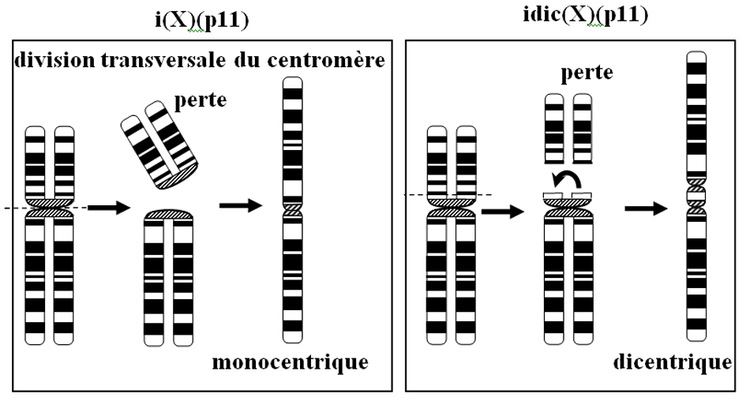 i(X)(p11)
division transversale du centromère
perte
monocentrique
idic(X)(p11)
perte
dicentrique